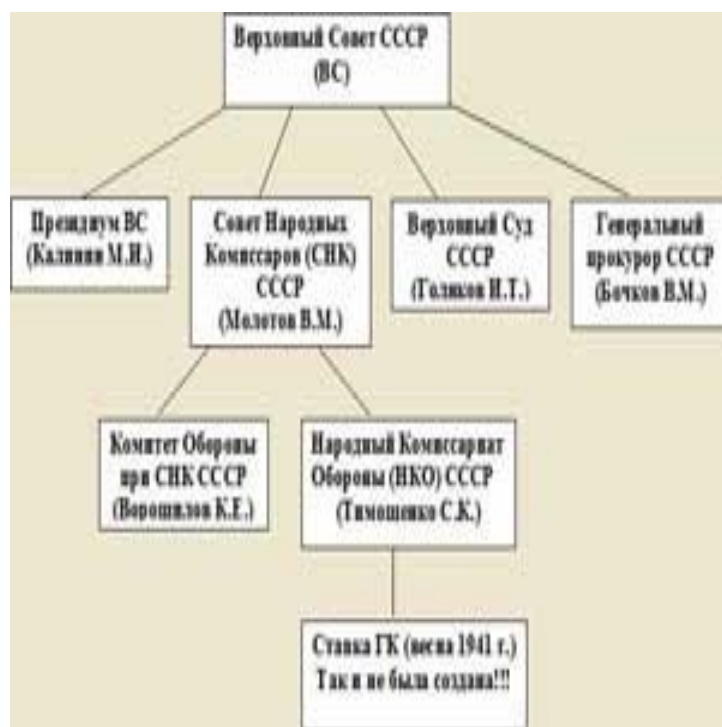 Верховный Совет СССР
(ВС)
Президиум ВС
(Калинин М.И.)
Совет Народных
Комиссаров (СНК)
СССР
(Молотов В.М.)
Верховный Суд
СССР
(Голяков И.Т.)
Генеральный
прокурор СССР
(Бочков В.М.)
Комитет Обороны
при СНК СССР
(Ворошилов К.Е.)
Народный Комиссариат
Обороны (НКО) СССР
(Тимошенко С.К.)
Ставка ГК (весна 1941 г.)
Так и не была создана!!!